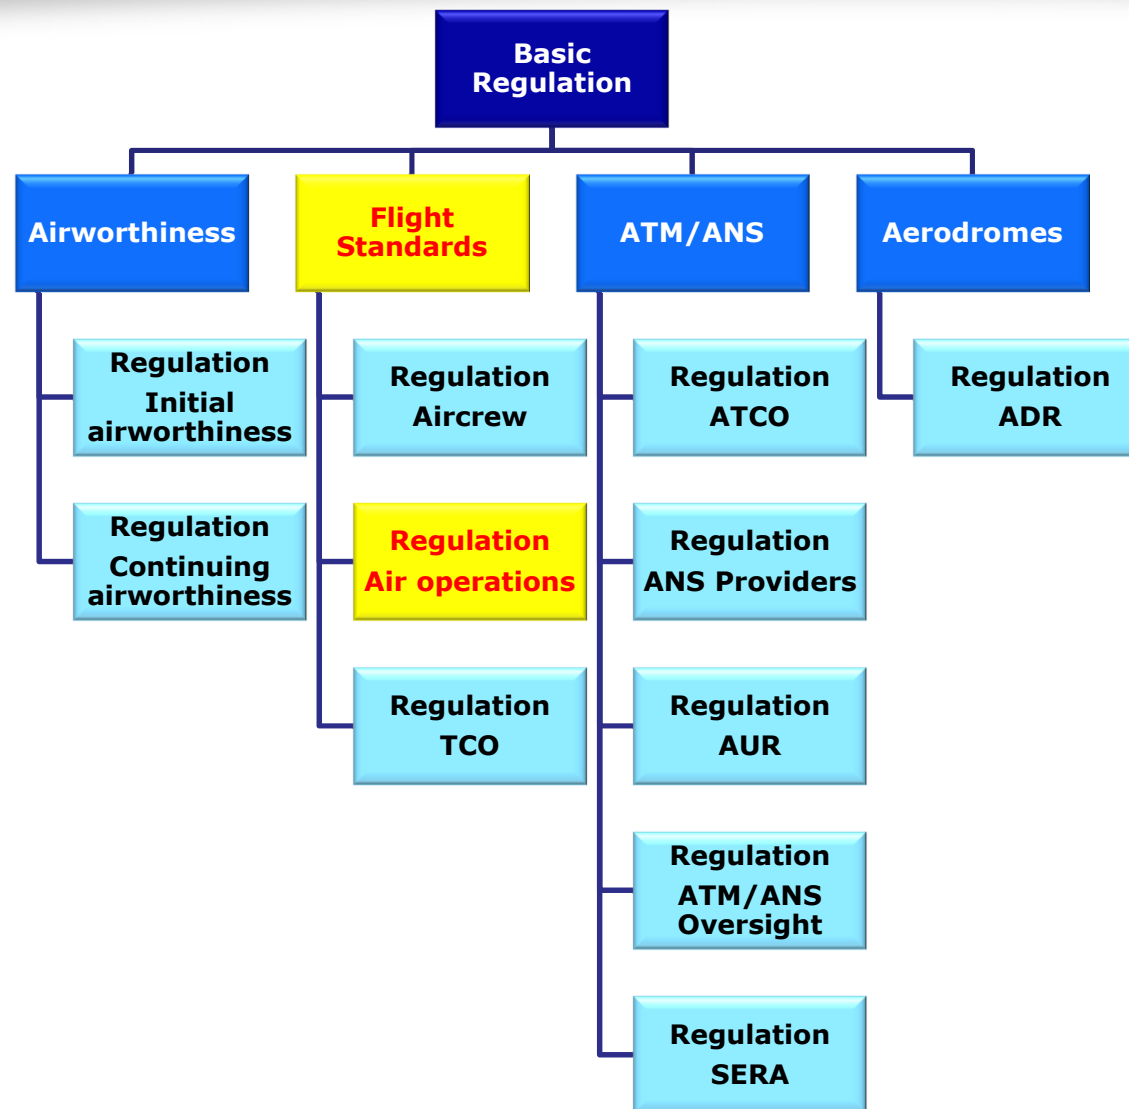 Basic
Regulation
Airworthiness
Flight
Standards
ATM/ANS
Aerodromes
Regulation
Initial
airworthiness
Regulation
Continuing
airworthiness
Regulation
Aircrew
Regulation
Air operations
Regulation
TCO
Regulation
ATCO
Regulation
ANS Providers
Regulation
AUR
Regulation
ATM/ANS
Oversight
Regulation
SERA
Regulation
ADR